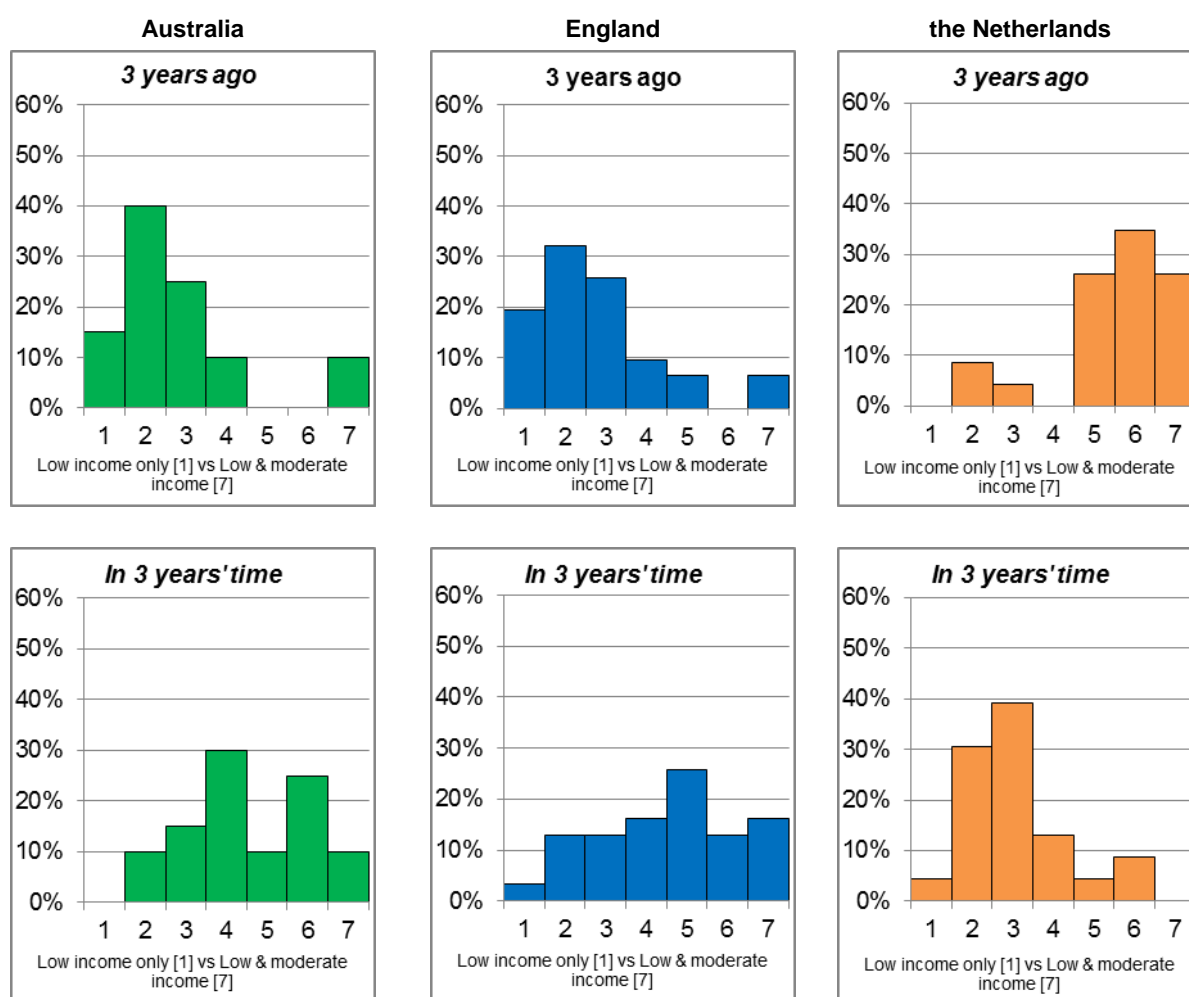 Australia
England
the Netherlands
3 years ago
60%
50%
40%
30%
20%
10%
0%
1 2 3 4 5 6 7
Low income only [1] vs Low & moderate
income [7]
3 years ago
60%
50%
40%
30%
20%
10%
0%
1 2 3 4 5 6 7
Low income only [1] vs Low & moderate
income [7]
3 years ago
60%
50%
40%
30%
20%
10%
0%
1 2 3 4 5 6 7
Low income only [1] vs Low & moderate
income [7]
In 3 years' time
60%
50%
40%
30%
20%
10%
0%
1 2 3 4 5 6 7
Low income only [1] vs Low & moderate
income [7]
In 3 years' time
60%
50%
40%
30%
20%
10%
0%
1 2 3 4 5 6 7
Low income only [1] vs Low & moderate
income [7]
In 3 years' time
60%
50%
40%
30%
20%
10%
0%
1 2 3 4 5 6 7
Low income only [1] vs Low & moderate
income [7]